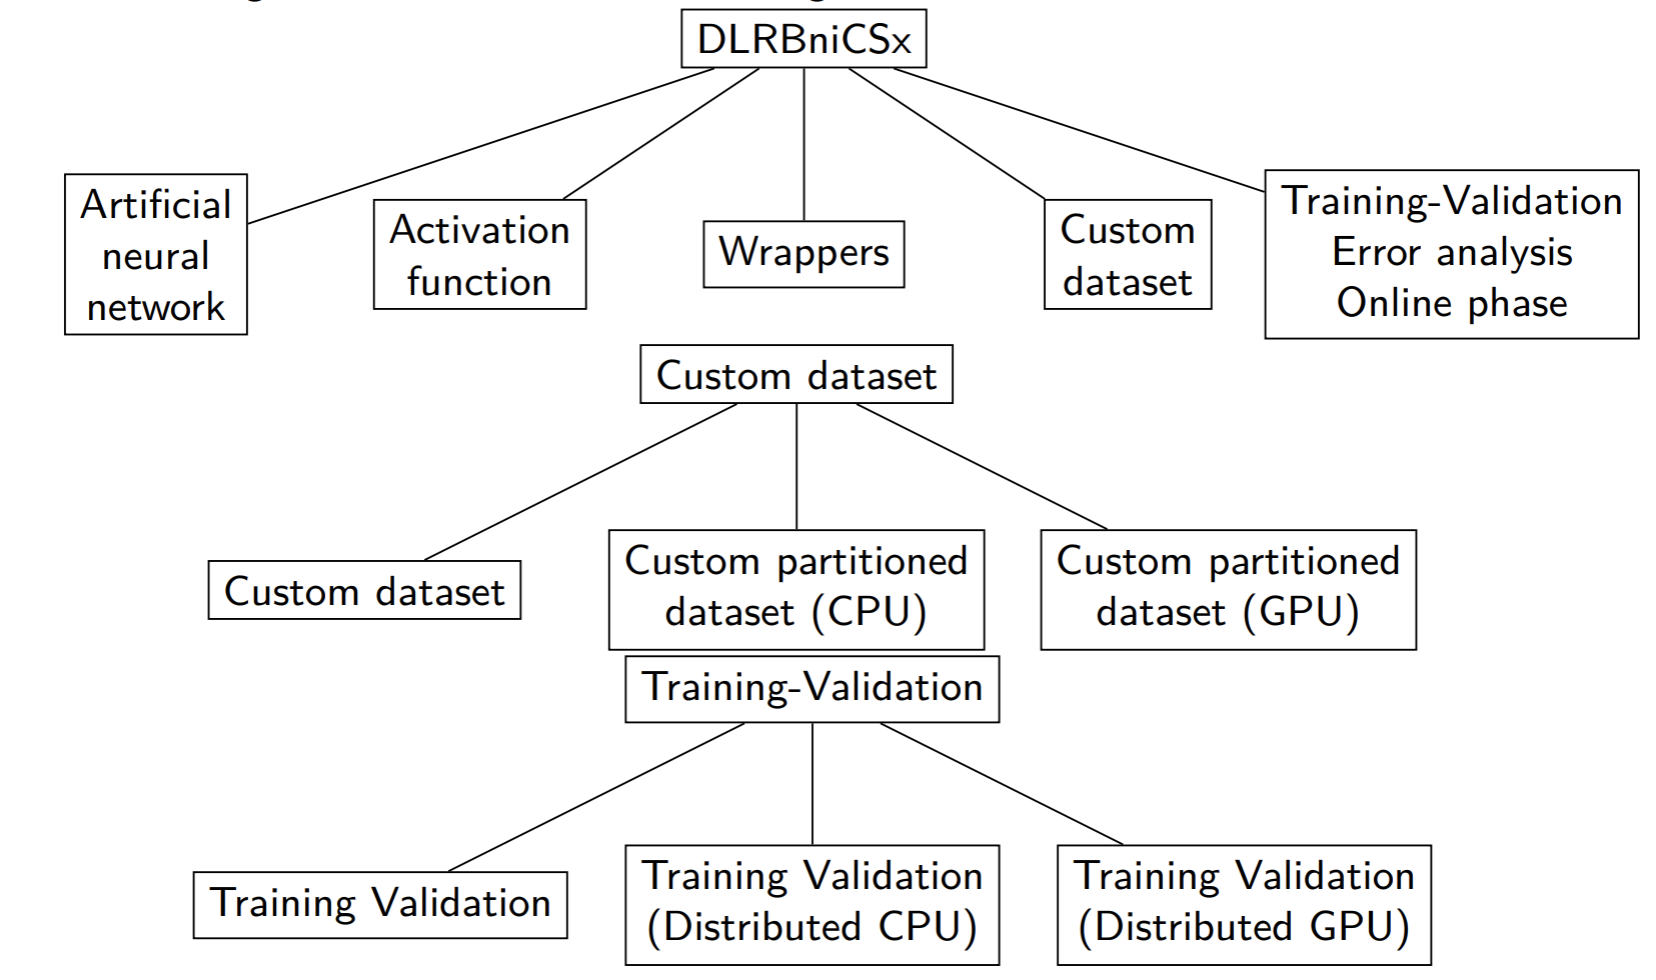 DLRBniCSx
Artificial
neural
network
Activation
function
Wrappers
Custom
dataset
Training-Validation
Error analysis
Online phase
Custom dataset
Custom dataset
Custom partitioned
dataset (CPU)
Custom partitioned
dataset (GPU)
Training-Validation
Training Validation
Training Validation
(Distributed CPU)
Training Validation
(Distributed GPU)